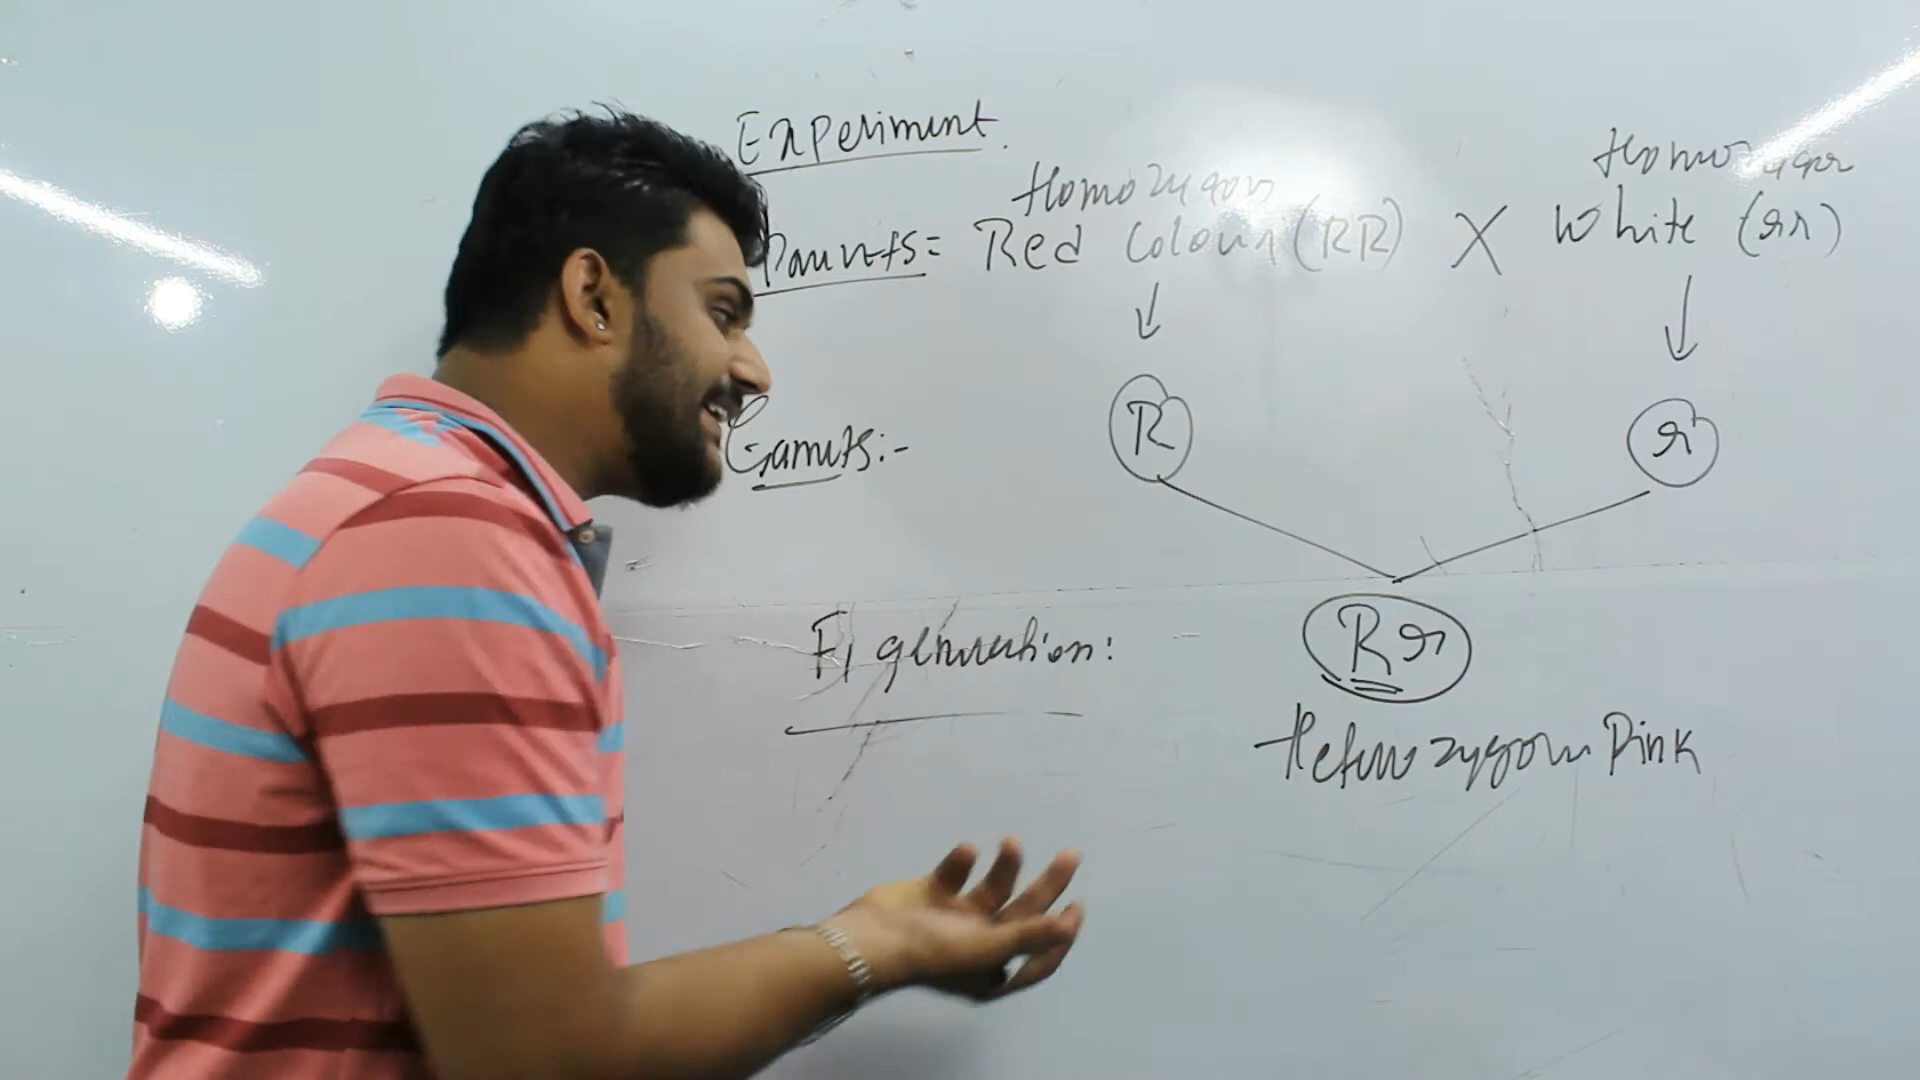 Experiment.
Homozygous Homozygous
Parents = Red Colour (RR) X White (rr)
R r
Gamets:-
F1 generation: - Rr
Heterozygous Pink